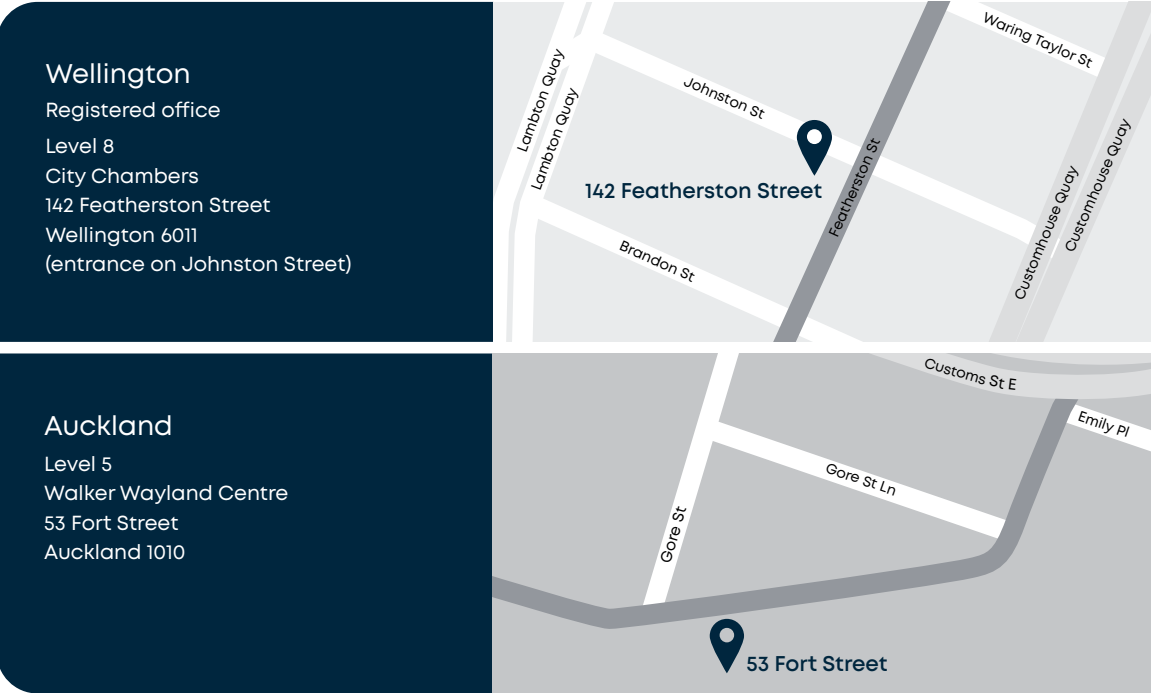 Wellington
Registered office
Level 8
City Chambers
142 Featherston Street
Wellington 6011
(entrance on Johnston Street)
Lambton Quay
Lambton Quay
Johnston St
Waring Taylor St
142 Featherston Street
Featherston St
Brandon St
Customhouse Quay
Customhouse Quay
Auckland
Level 5
Walker Wayland Centre
53 Fort Street
Auckland 1010
Customs St E
Emily Pl
Gore St Ln
Gore St
53 Fort Street